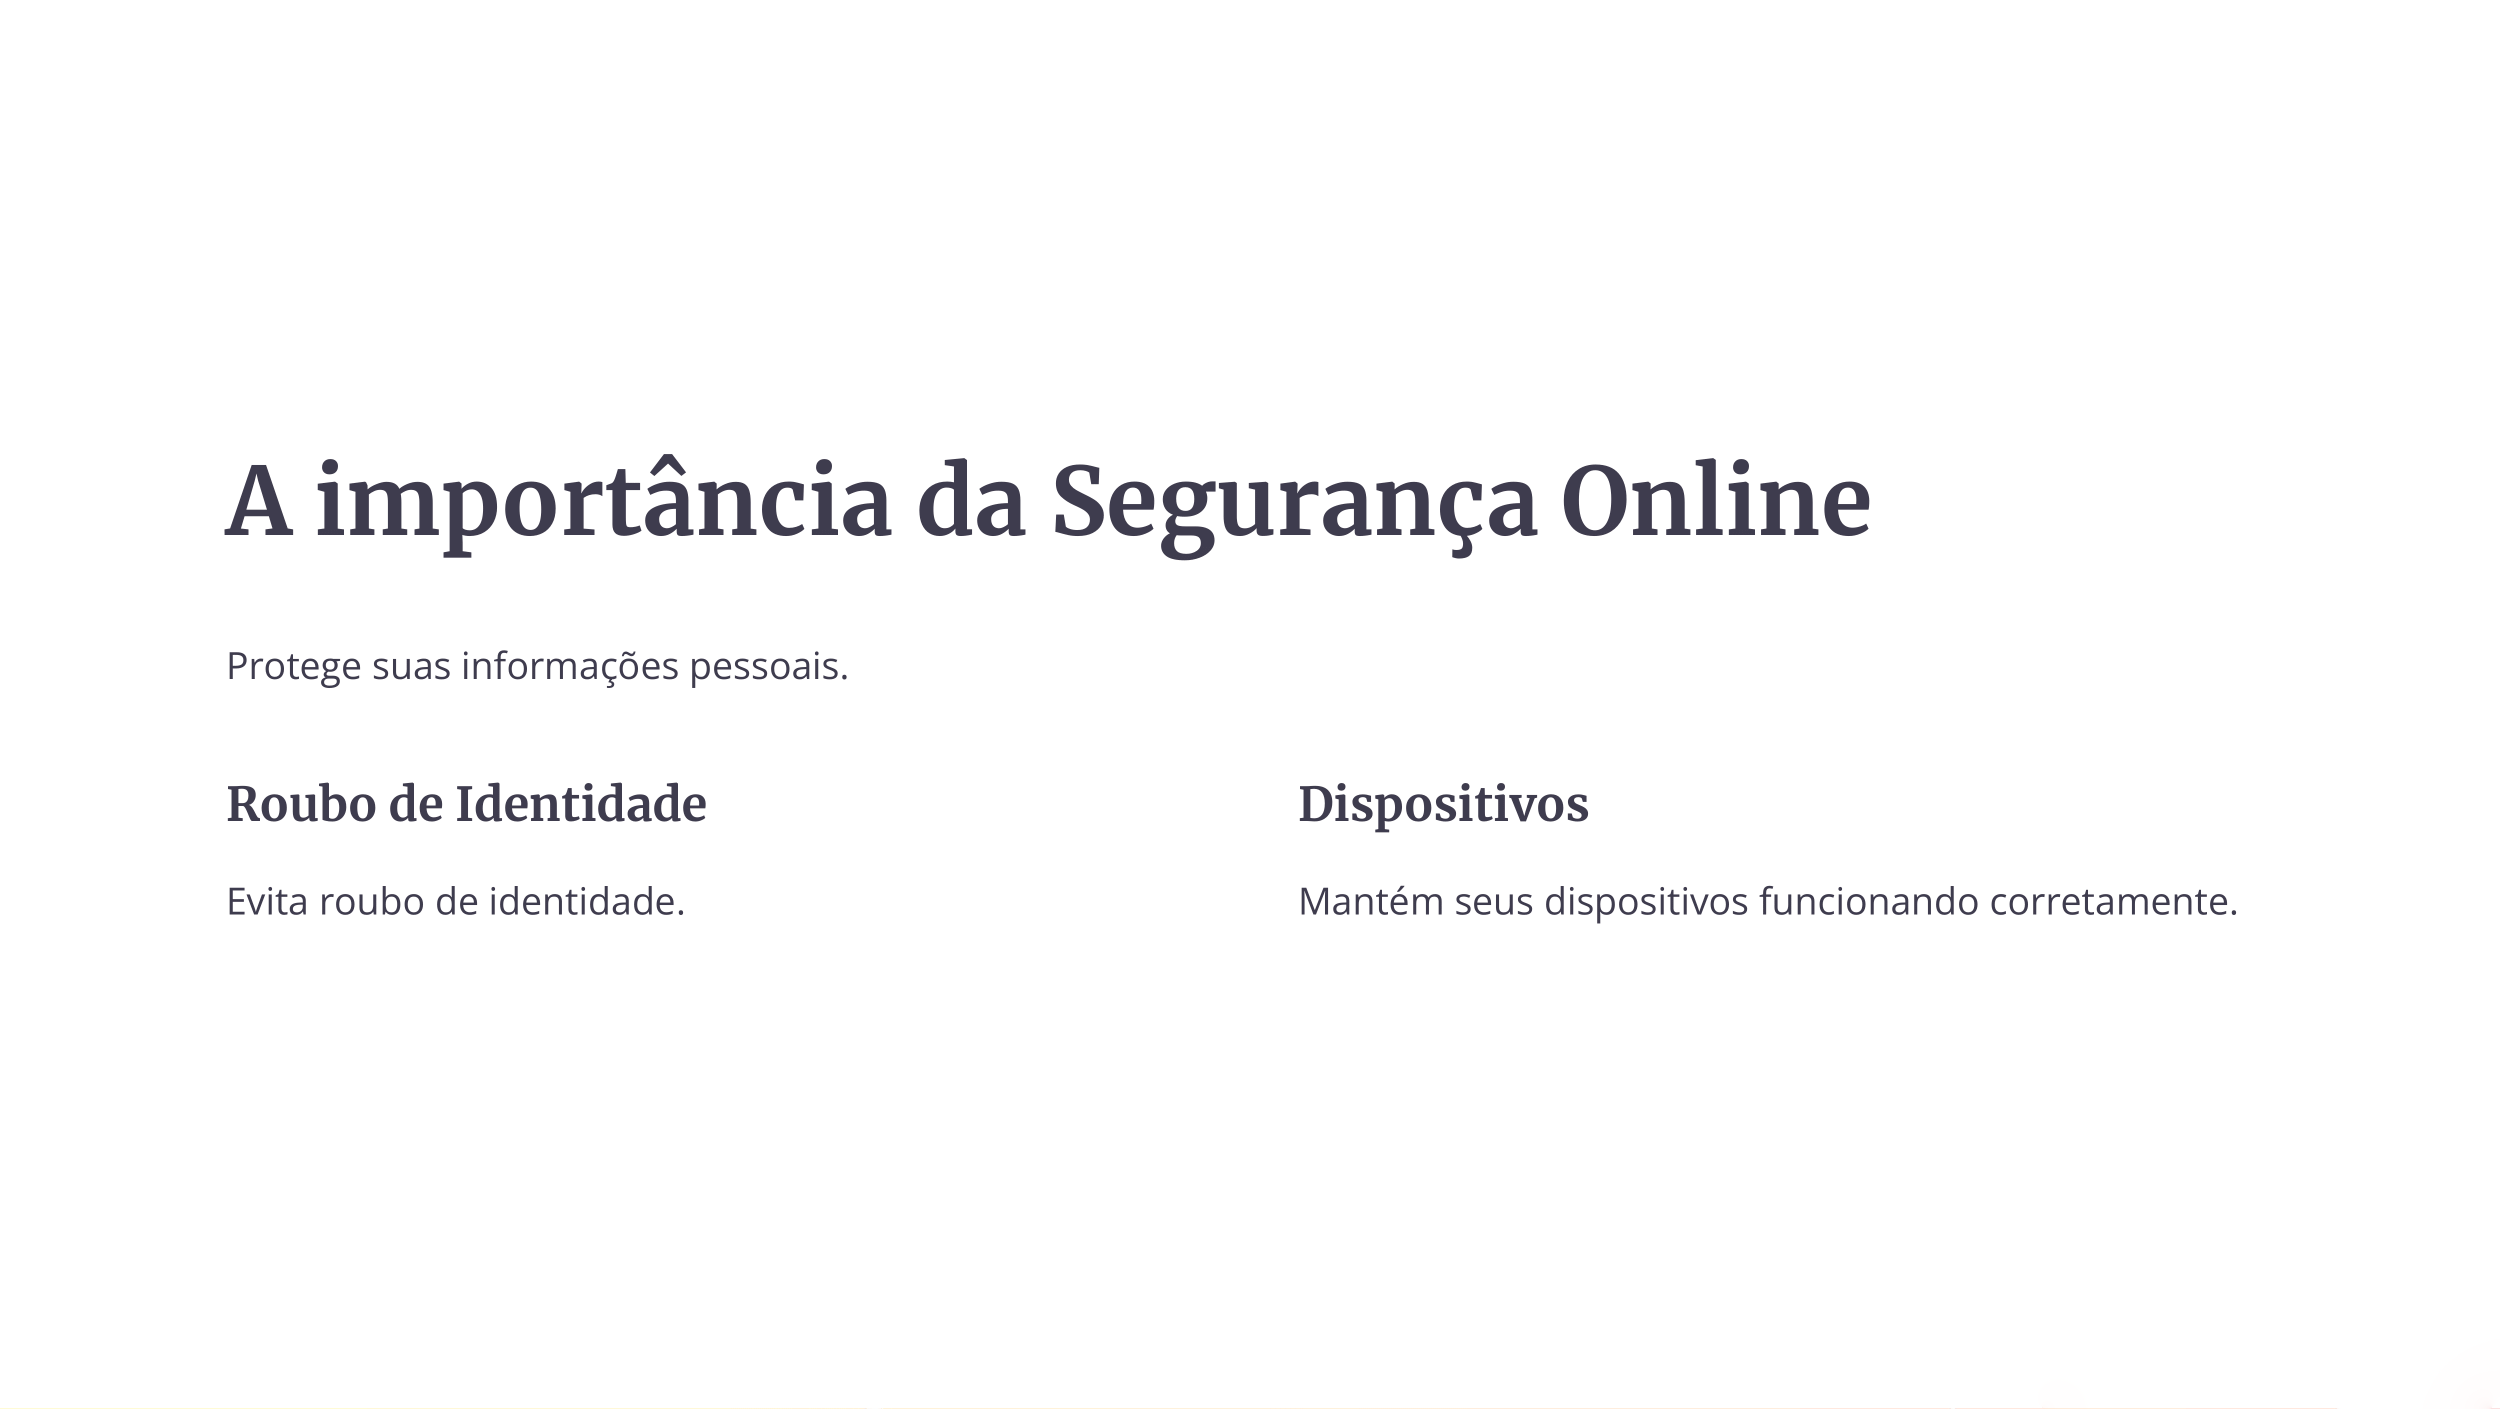 A importância da Segurança Online
Protege suas informações pessoais.
Roubo de Identidade
Evita roubo de identidade.
Dispositivos
Mantém seus dispositivos funcionando corretamente.